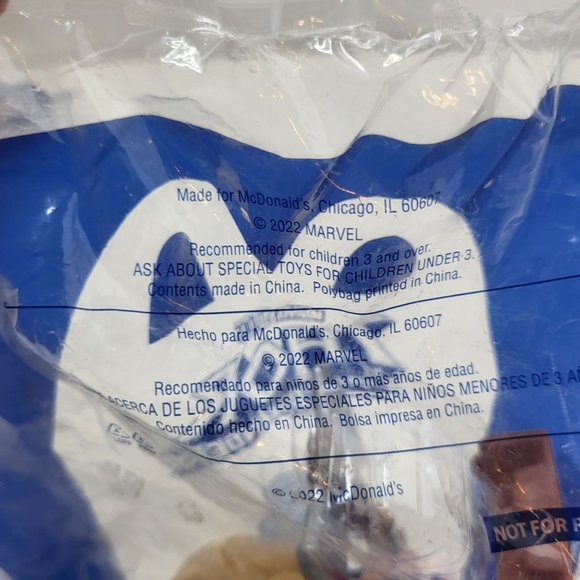 Made for McDonald's, Chicago, IL 60607
© 2022 MARVEL
Recommended for children 3 and over.
ASK ABOUT SPECIAL TOYS FOR CHILDREN UNDER 3.
Contents made in China. Polybag printed in China.
Hecho para McDonald's, Chicago, IL 60607
© 2022 MARVEL
Recomendado para niños de 3 o más años de edad.
ACERCA DE LOS JUGUETES ESPECIALES PARA NIÑOS MENORES DE 3
Contenido hecho en China. Bolsa impresa en China.
© 2022 McDonald's
NOT FOR